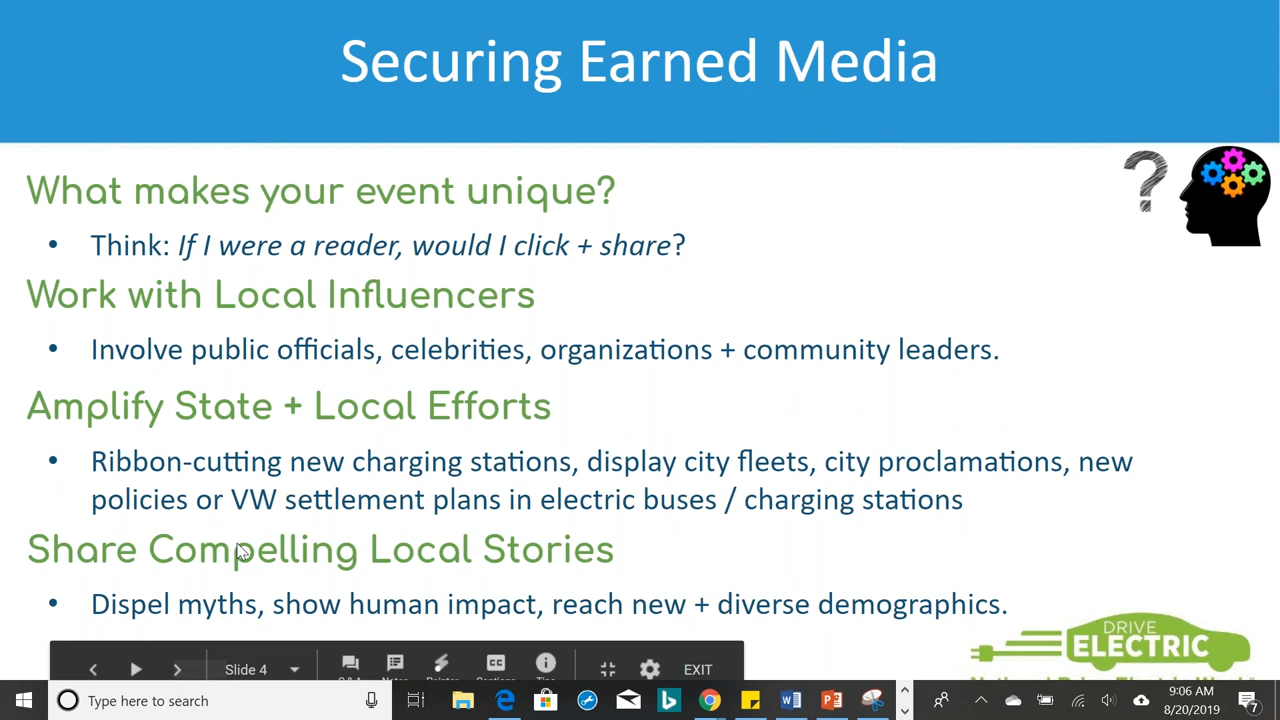 Securing Earned Media
What makes your event unique?
• Think: If I were a reader, would I click + share?
Work with Local Influencers
• Involve public officials, celebrities, organizations + community leaders.
Amplify State + Local Efforts
• Ribbon-cutting new charging stations, display city fleets, city proclamations, new
policies or VW settlement plans in electric buses / charging stations
Share Compelling Local Stories
• Dispel myths, show human impact, reach new + diverse demographics.
DRIVE
ELECTRIC
Slide 4
CC
EXIT
Type here to search
9:06 AM
8/20/2019
7